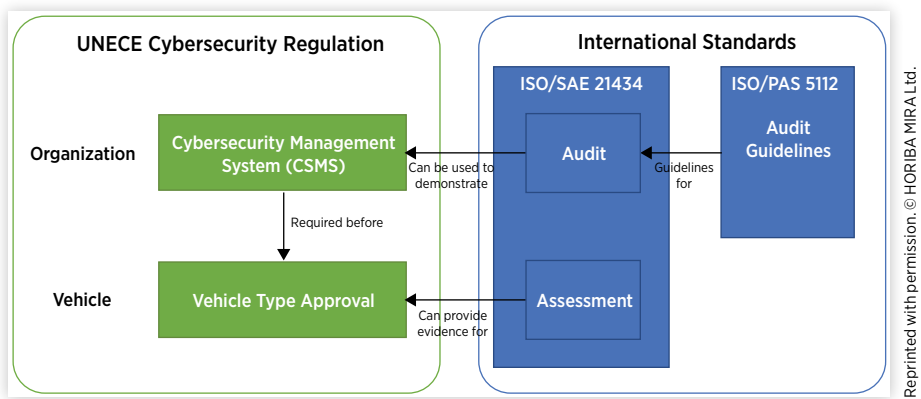 UNECE Cybersecurity Regulation
International Standards
ISO/SAE 21434
ISO/PAS 5112
Organization
Cybersecurity Management
System (CSMS)
Can be used to
demonstrate
Audit
Guidelines
for
Audit
Guidelines
Required before
Vehicle
Vehicle Type Approval
Can provide
evidence for
Assessment
Reprinted with permission. © HORIBA MIRA Ltd.